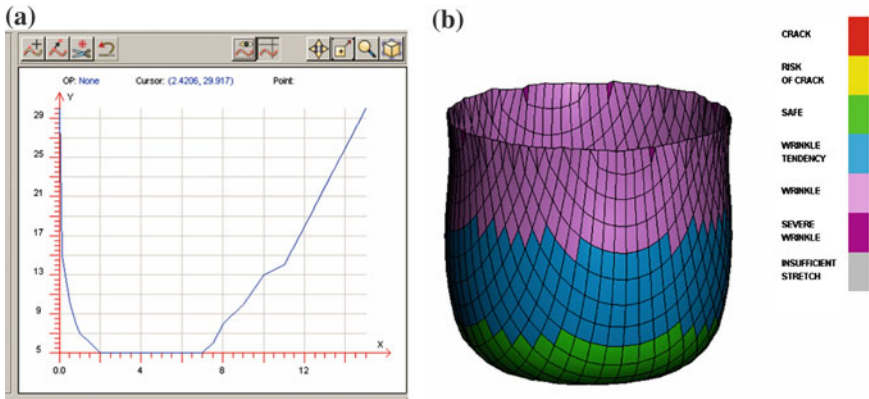 (a)
OP: None Cursor: (2.4206, 29.917) Point:
Y
29
25
21
17
13
9
5
X
0.0 4 8 12
(b)
CRACK
RISK
OF CRACK
SAFE
WRINKLE
TENDENCY
WRINKLE
SEVERE
WRINKLE
INSUFFICIENT
STRETCH